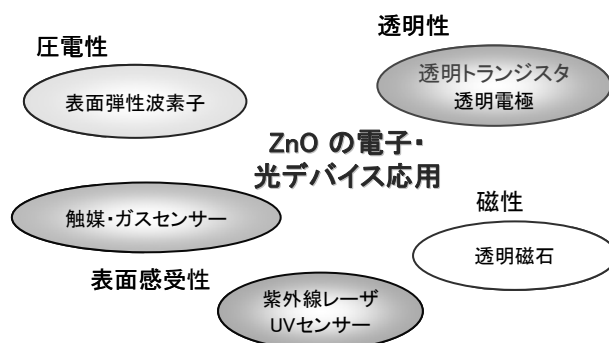 圧電性
表面弾性波素子
透明性
透明トランジスタ
透明電極
ZnO の電子・
光デバイス応用
触媒・ガスセンサー
表面感受性
磁性
透明磁石
紫外線レーザ
UVセンサー